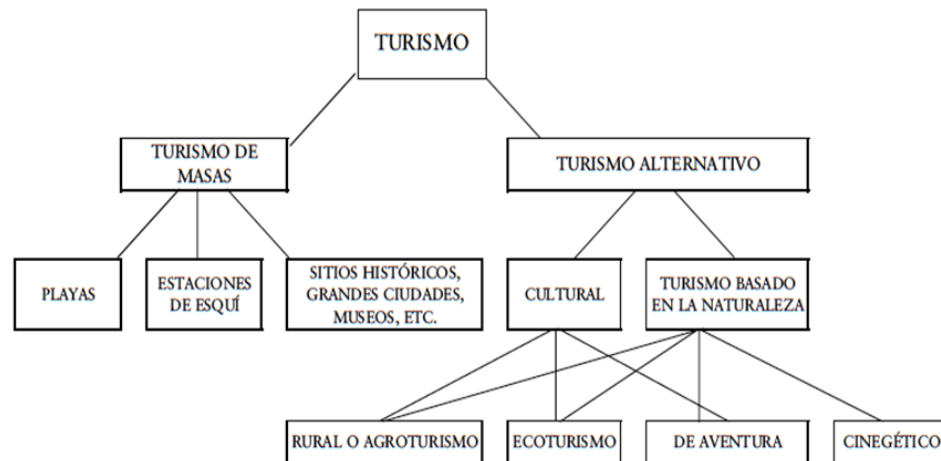 TURISMO
TURISMO DE
MASAS
TURISMO ALTERNATIVO
PLAYAS
ESTACIONES
DE ESQUÍ
SITIOS HISTÓRICOS,
GRANDES CIUDADES,
MUSEOS, ETC.
CULTURAL
TURISMO BASADO
EN LA NATURALEZA
RURAL O AGROTURISMO
ECOTURISMO
DE AVENTURA
CINEGÉTICO